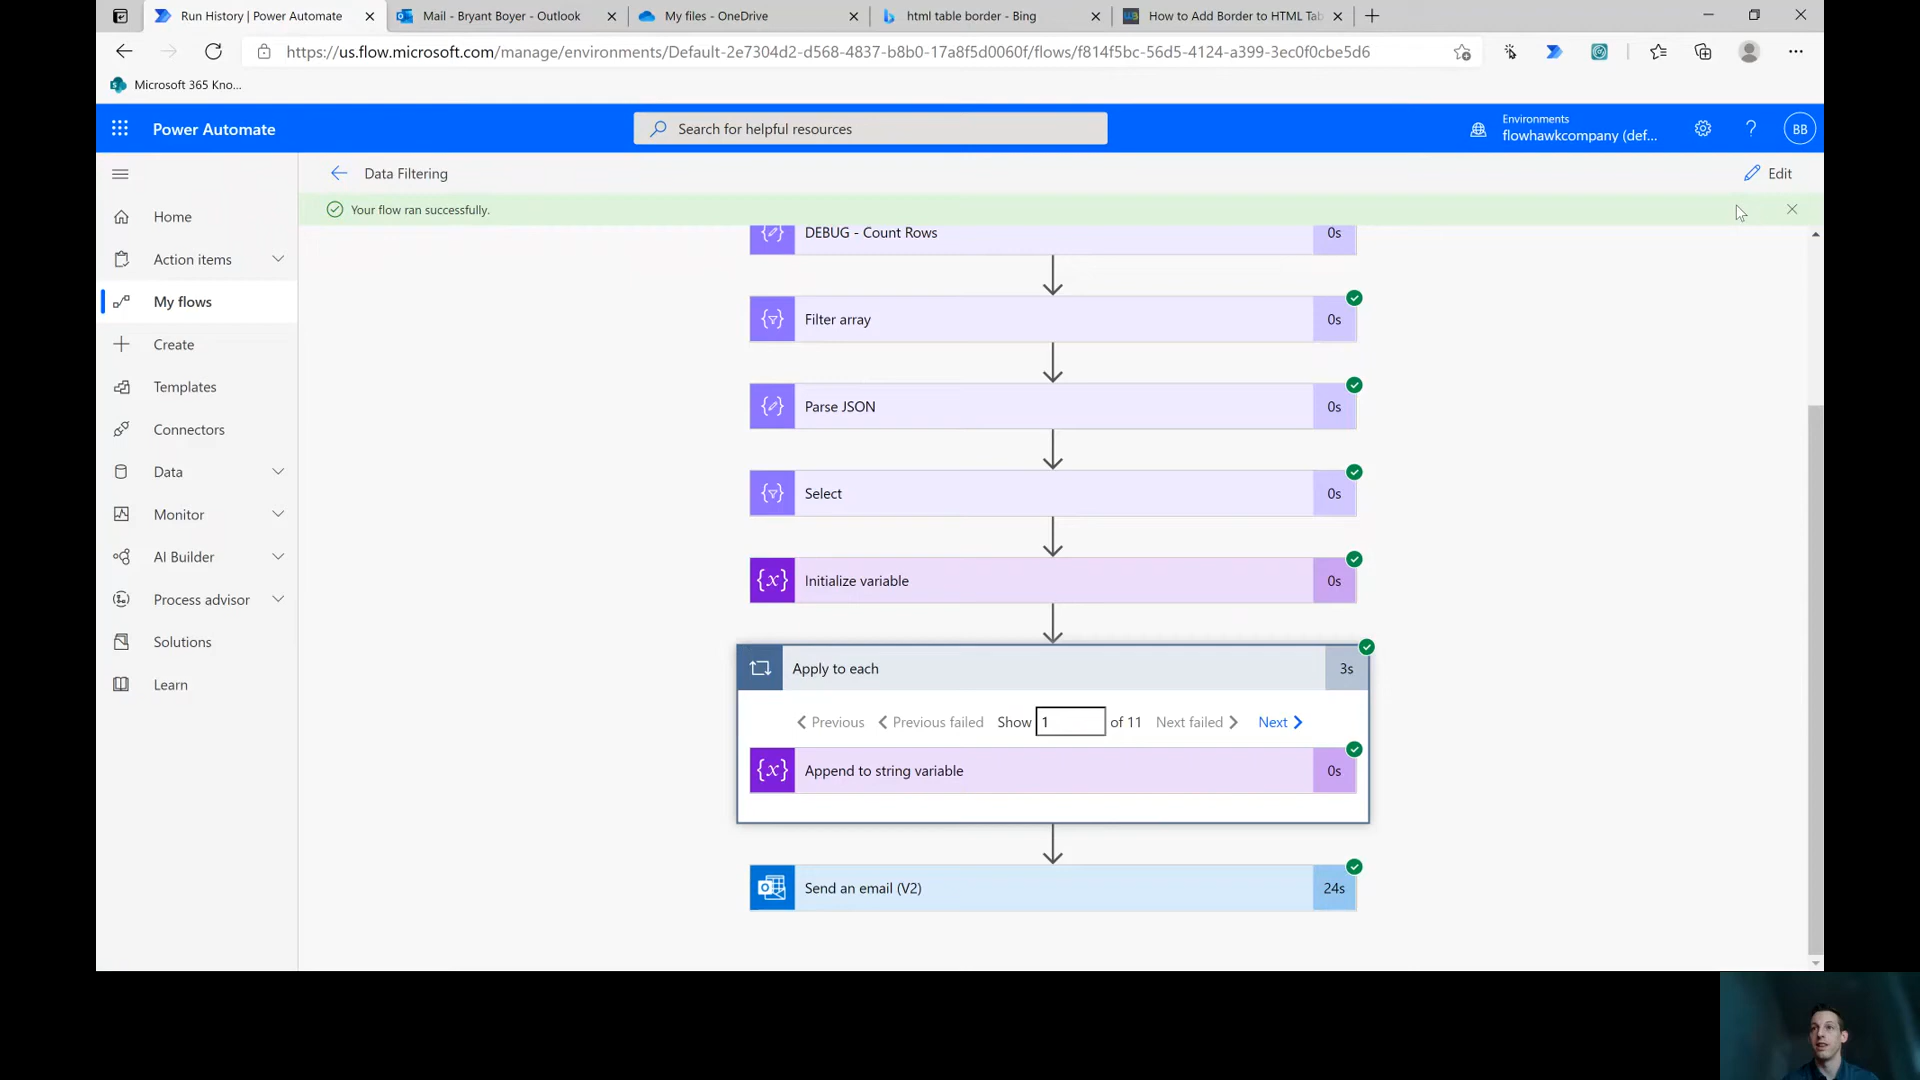 Run History | Power Automate
Mail - Bryant Boyer - Outlook
My files - OneDrive
html table border - Bing
How to Add Border to HTML Tab
https://us.flow.microsoft.com/manage/environments/Default-2e7304d2-d568-4837-b8b0-17a8f5d0060f/flows/f814f5bc-56d5-4124-a399-3ec0f0cbe5d6
Microsoft 365 Kno...
Power Automate
Search for helpful resources
Environments
flowhawkcompany (def...
?
BB
Data Filtering
Edit
Your flow ran successfully.
Home
Action items
My flows
Create
Templates
Connectors
Data
Monitor
AI Builder
Process advisor
Solutions
Learn
DEBUG - Count Rows 0s
Filter array 0s
Parse JSON 0s
Select 0s
{x} Initialize variable 0s
Apply to each 3s
Previous Previous failed Show 1 of 11 Next failed Next
{x} Append to string variable 0s
Send an email (V2) 24s